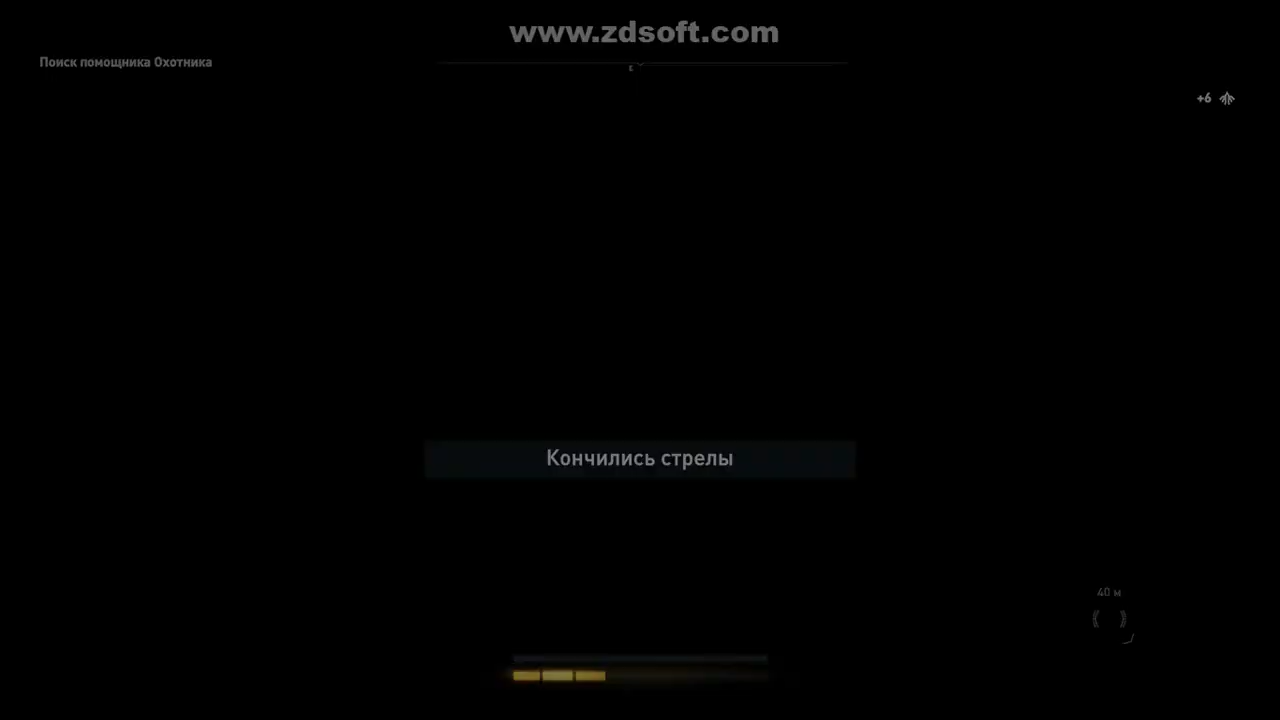 www.zdsoft.com
Поиск помощника Охотника
E
+6
Кончились стрелы
40 м